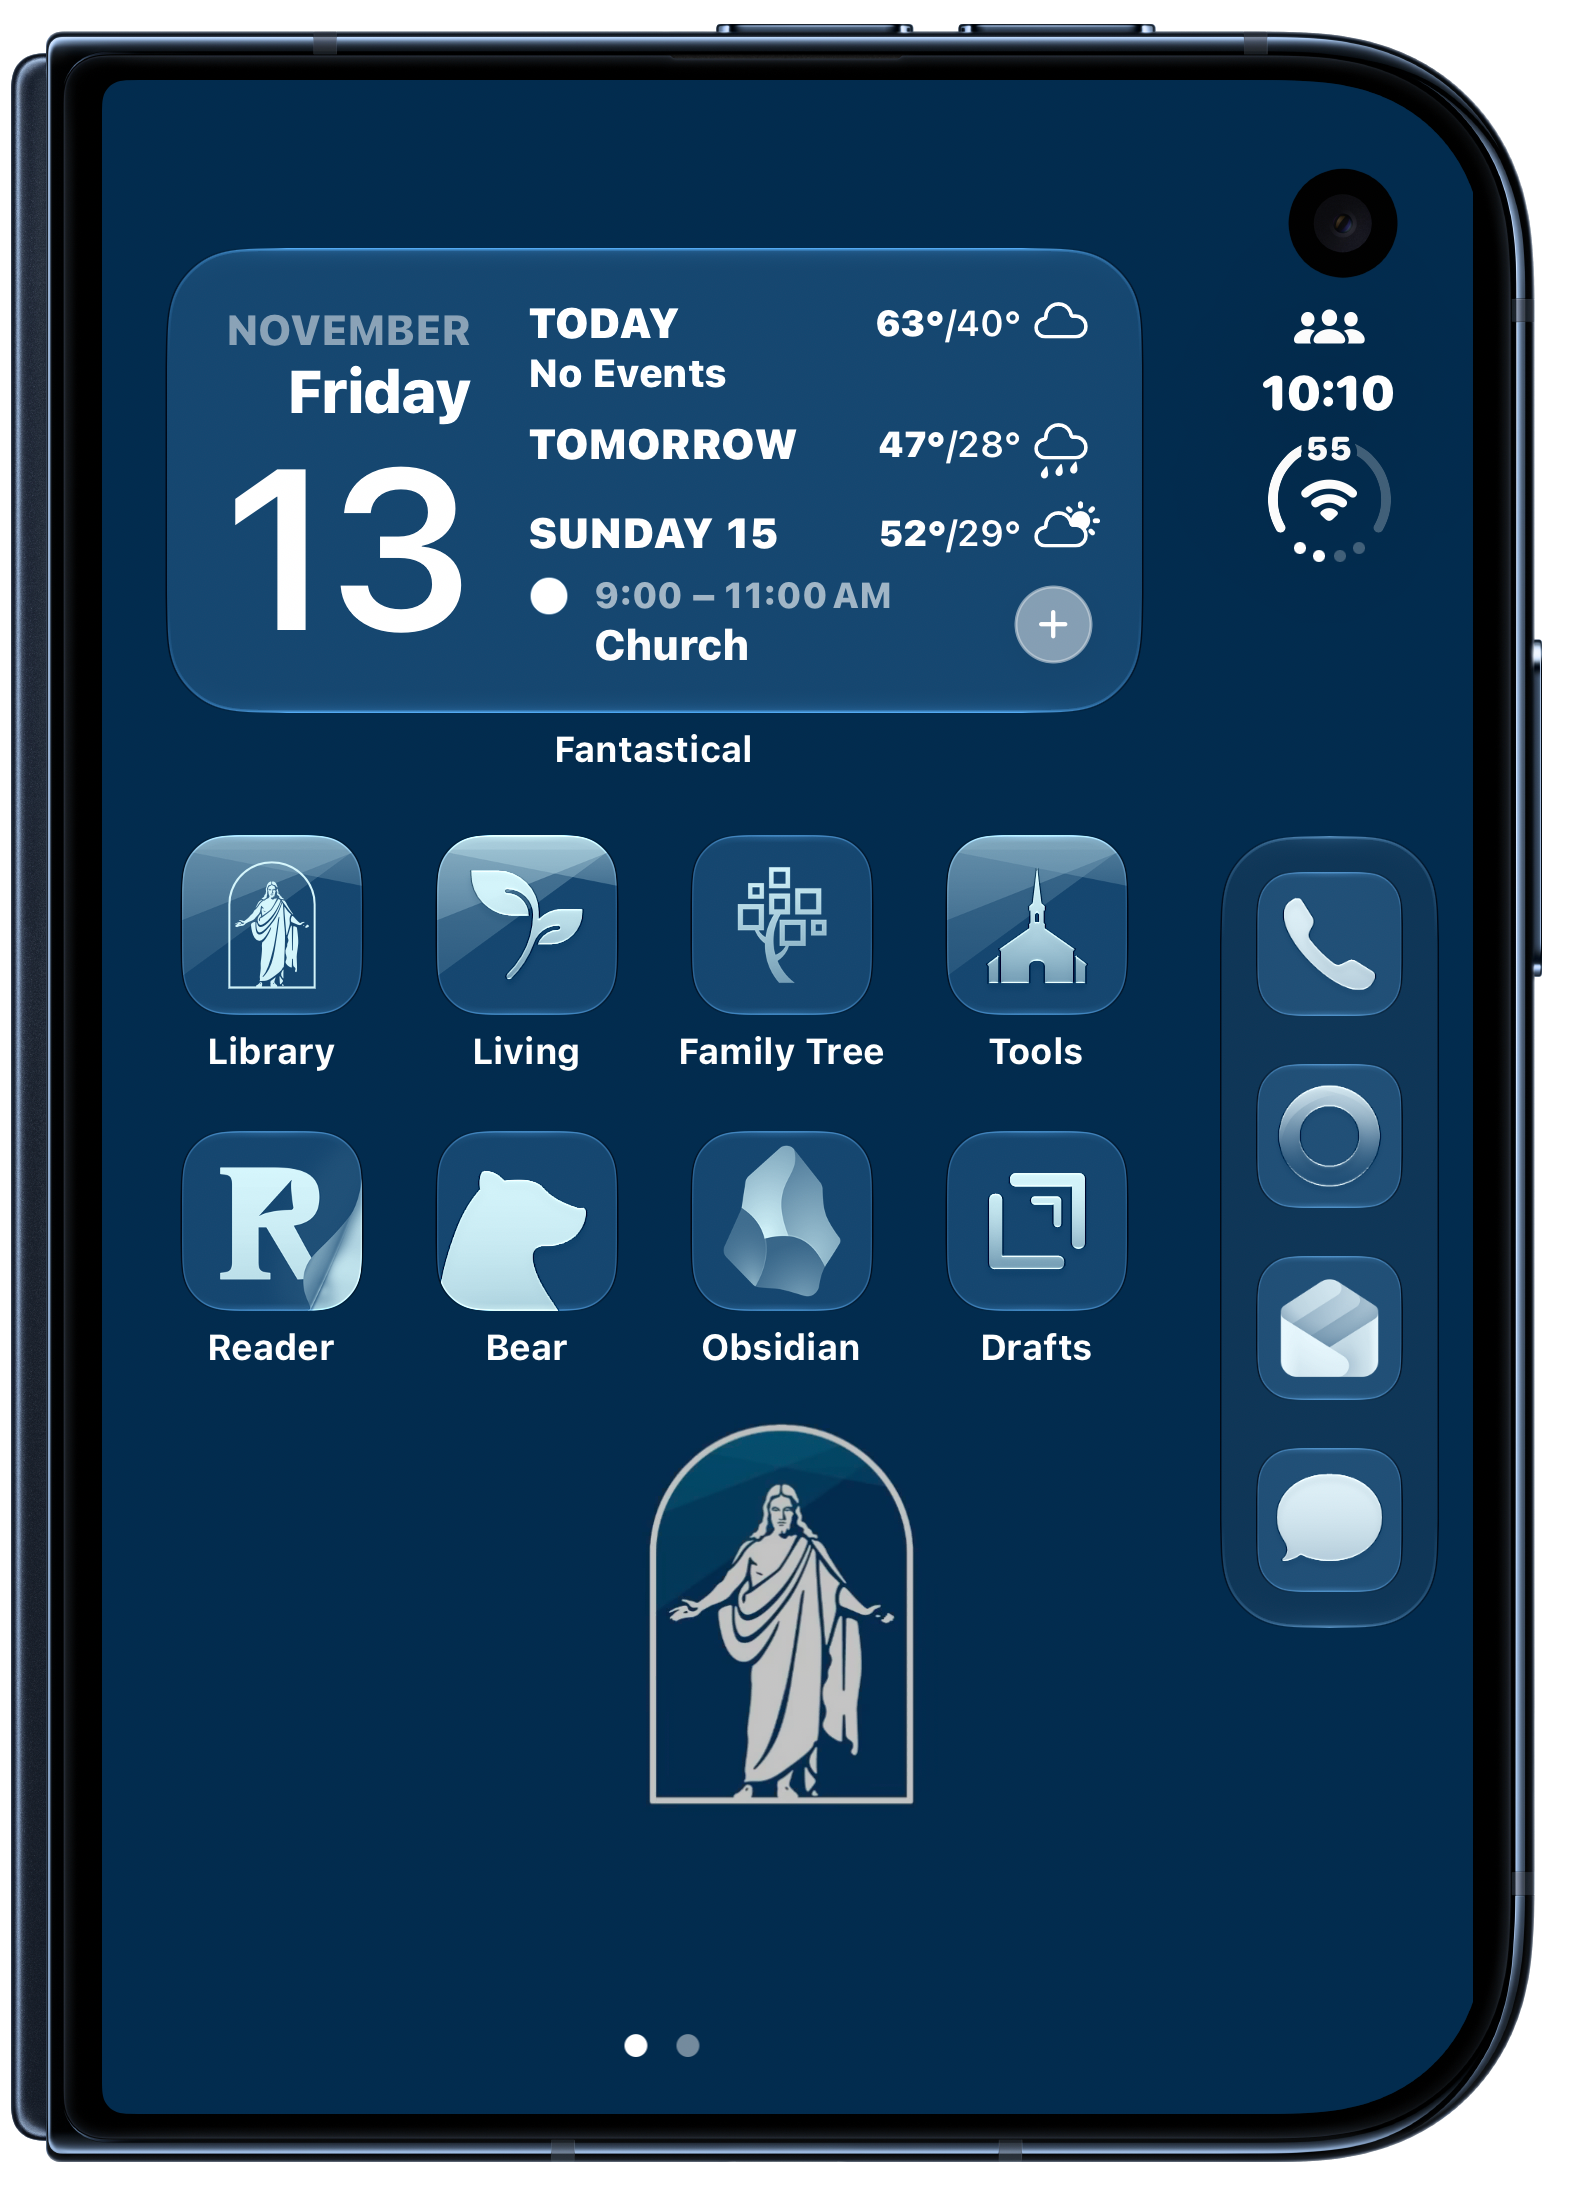 NOVEMBER
Friday
13
TODAY
63°/40°
No Events
TOMORROW
47°/28°
SUNDAY 15
52°/29°
9:00 – 11:00 AM
Church
Fantastical
10:10
55
Library
Living
Family Tree
Tools
R
Reader
Bear
Obsidian
Drafts